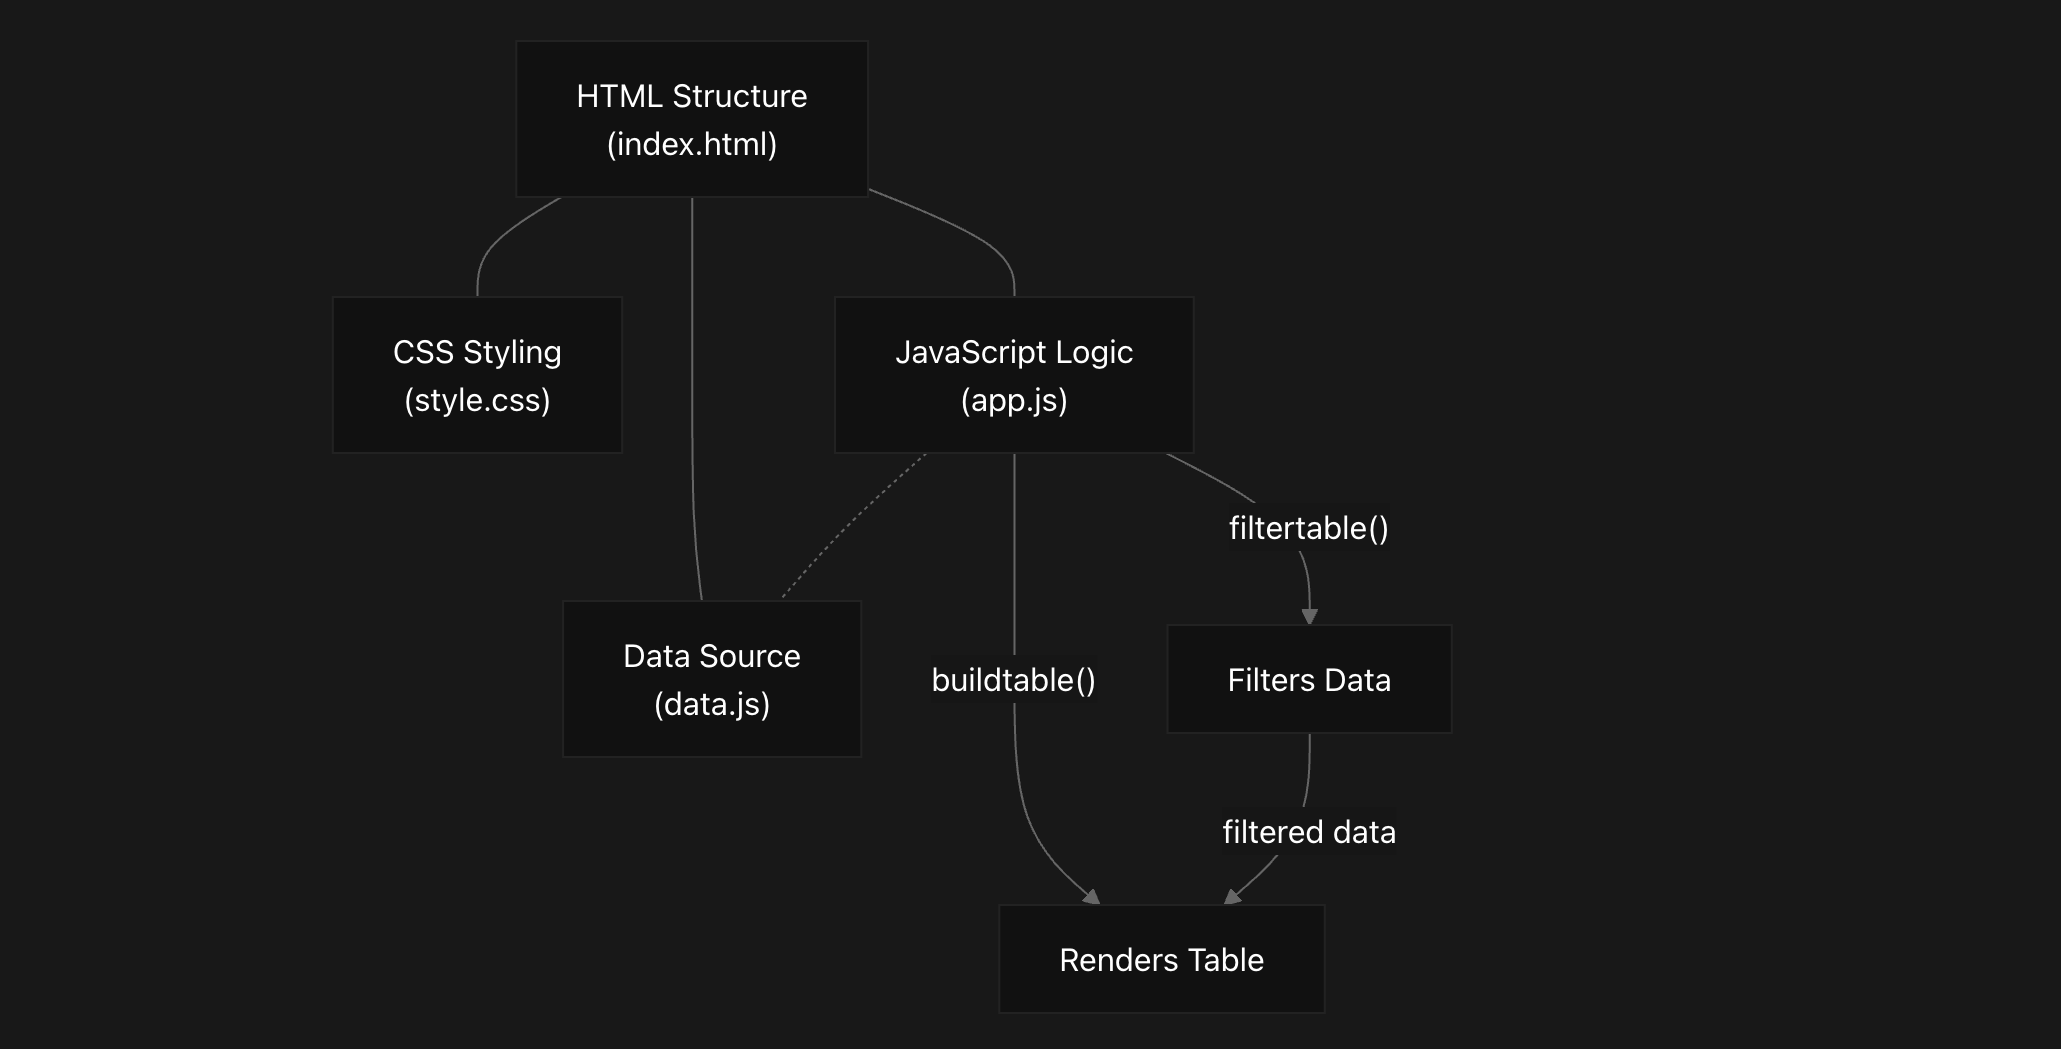 HTML Structure
(index.html)
CSS Styling
(style.css)
JavaScript Logic
(app.js)
filtertable()
Data Source
(data.js)
buildtable()
Filters Data
filtered data
Renders Table